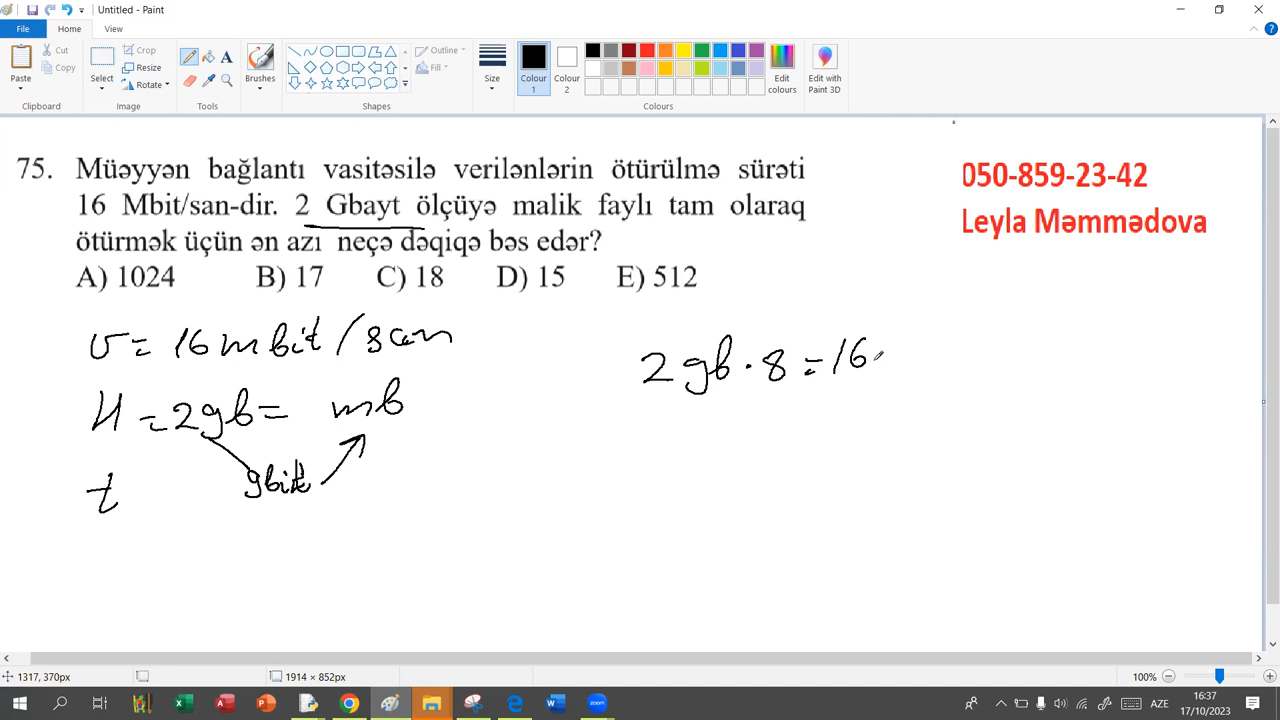 Untitled - Paint
File Home View
Paste
Cut
Copy
Select
Crop
Resize
Rotate
Brushes
Outline
Fill
Size
Colour 1
Colour 2
Edit colours
Edit with Paint 3D
Clipboard Image Tools Shapes Colours
75. Müəyyən bağlantı vasitəsilə verilənlərin ötürülmə sürəti
16 Mbit/san-dir. 2 Gbayt ölçüyə malik faylı tam olaraq
ötürmək üçün ən azı neçə dəqiqə bəs edər?
A) 1024 B) 17 C) 18 D) 15 E) 512
050-859-23-42
Leyla Məmmədova
v= 16 mbit/san
H=2gb= mb
gbit
t
2 gb·8=16
1317, 370px
1914 × 852px
100%
AZE
16:37
17/10/2023